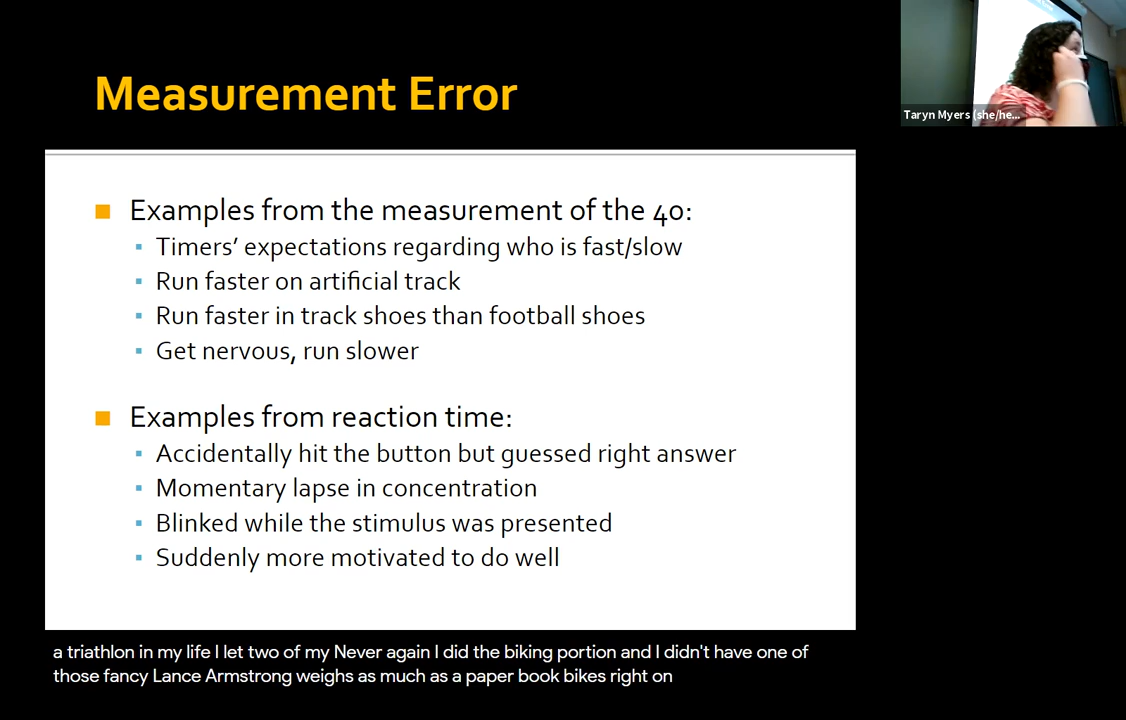 Measurement Error
Taryn Myers (she/he...
Examples from the measurement of the 40:
Timers’ expectations regarding who is fast/slow
Run faster on artificial track
Run faster in track shoes than football shoes
Get nervous, run slower
Examples from reaction time:
Accidentally hit the button but guessed right answer
Momentary lapse in concentration
Blinked while the stimulus was presented
Suddenly more motivated to do well
a triathlon in my life I let two of my Never again I did the biking portion and I didn't have one of
those fancy Lance Armstrong weighs as much as a paper book bikes right on